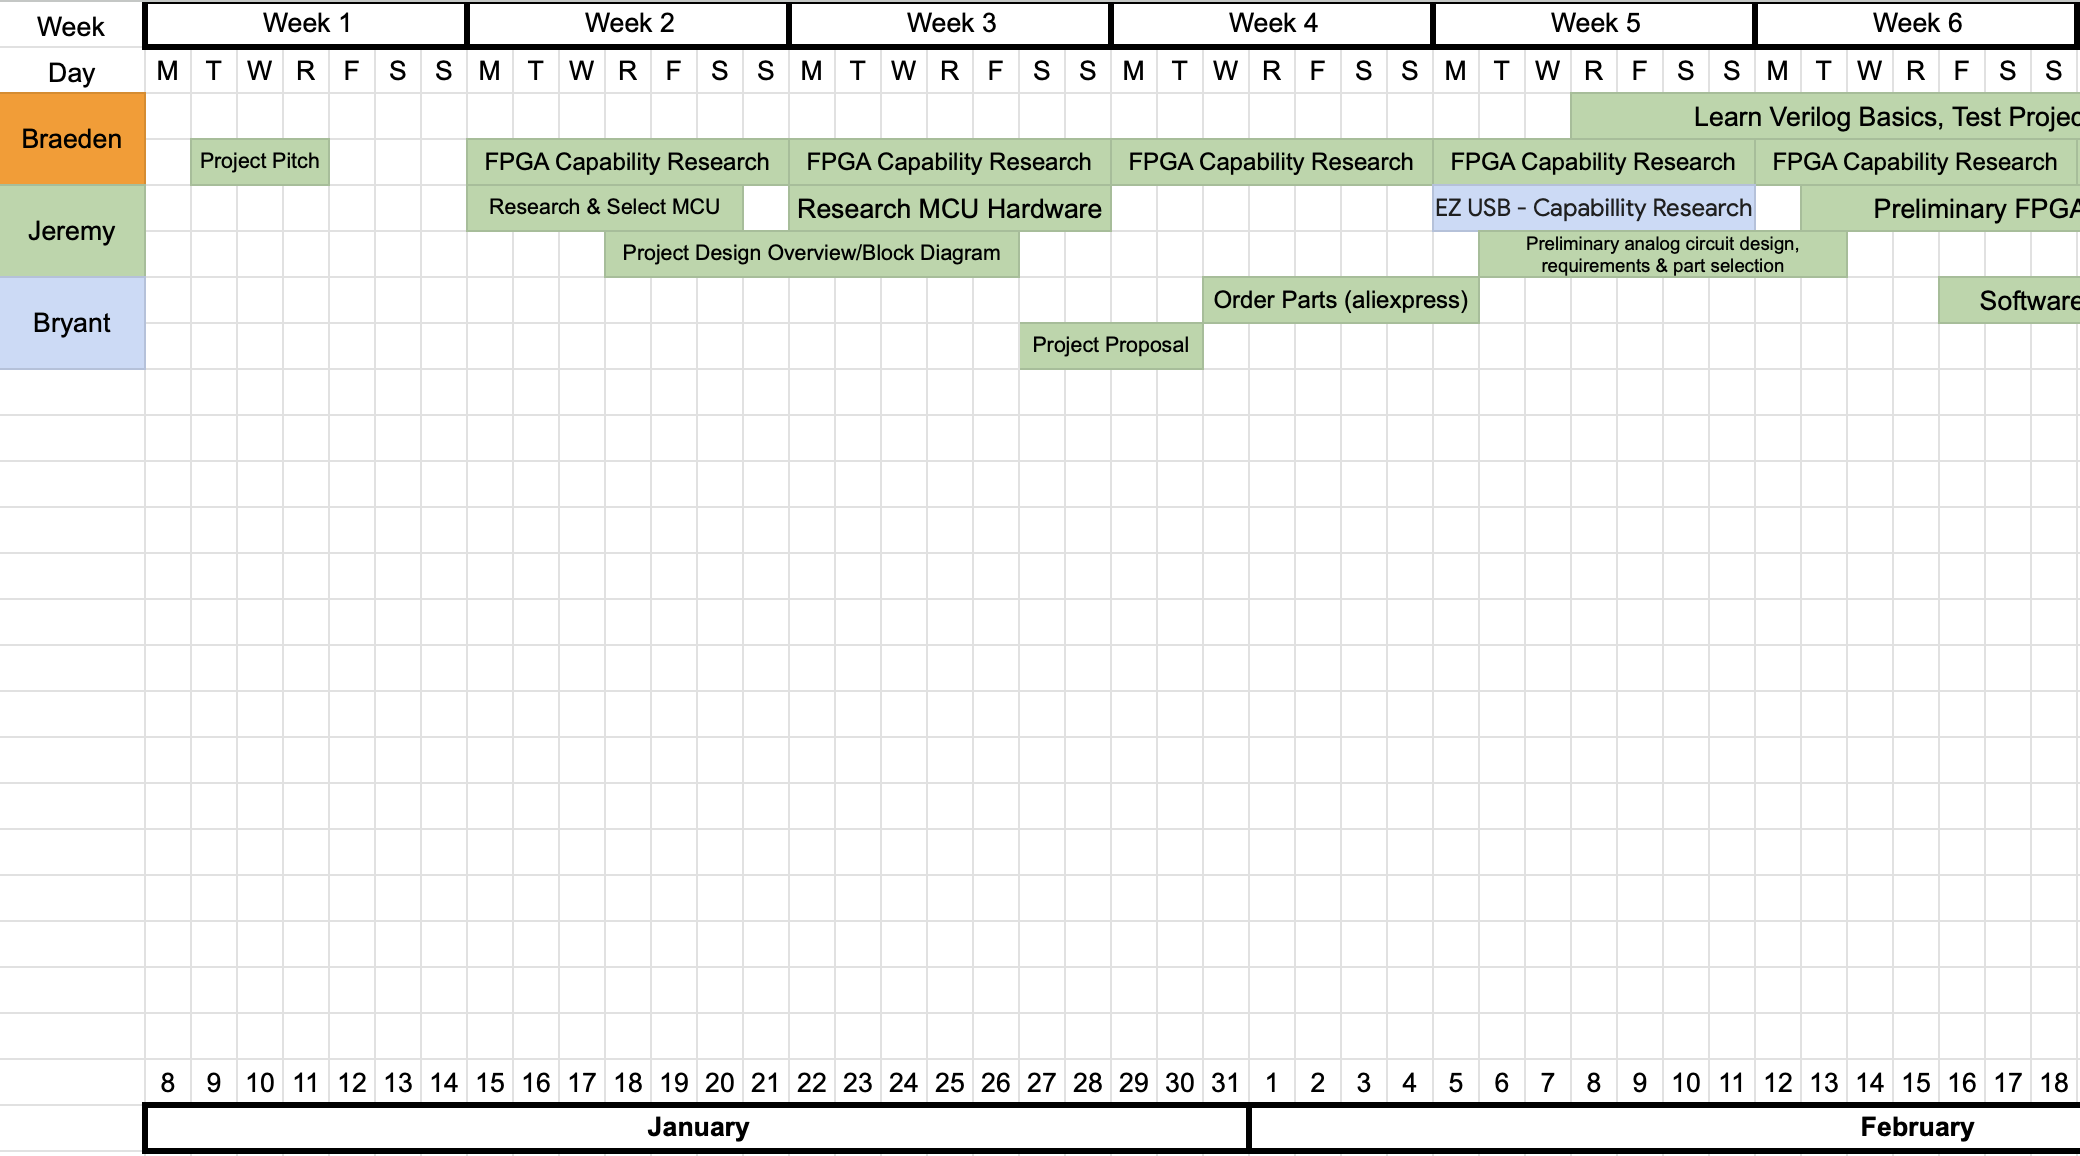 Week Week 1 Week 2 Week 3 Week 4 Week 5 Week 6
Day M T W R F S S M T W R F S S M T W R F S S M T W R F S S M T W R F S S M T W R F S S
Braeden
Learn Verilog Basics, Test Projec
Project Pitch FPGA Capability Research FPGA Capability Research FPGA Capability Research FPGA Capability Research FPGA Capability Research
Jeremy
Research & Select MCU Research MCU Hardware EZ USB - Capabillity Research Preliminary FPGA
Project Design Overview/Block Diagram Preliminary analog circuit design,
requirements & part selection
Bryant
Order Parts (aliexpress) Software
Project Proposal
8 9 10 11 12 13 14 15 16 17 18 19 20 21 22 23 24 25 26 27 28 29 30 31 1 2 3 4 5 6 7 8 9 10 11 12 13 14 15 16 17 18
January February